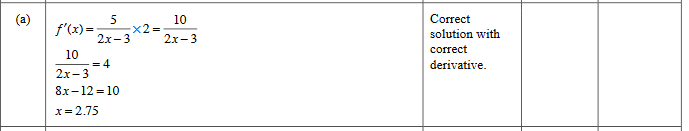 (a)
f′(x) = 5/(2x − 3) × 2 = 10/(2x − 3)
10/(2x − 3) = 4
8x − 12 = 10
x = 2.75
Correct
solution with
correct
derivative.